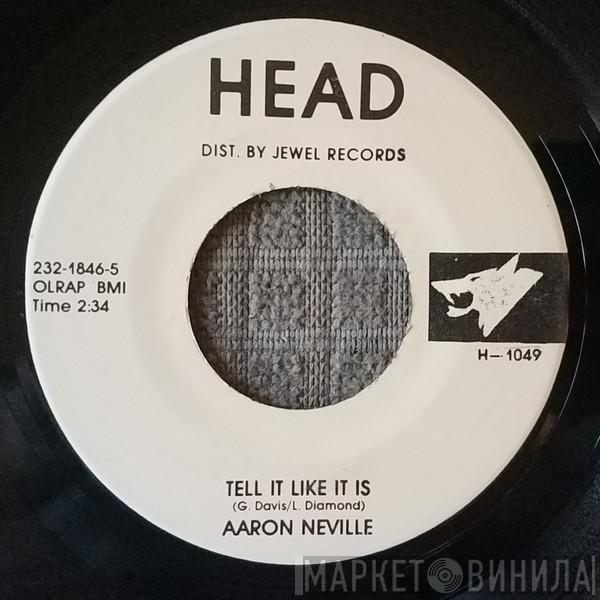 HEAD
DIST. BY JEWEL RECORDS
232-1846-5
OLRAP BMI
Time 2:34
H-1049
TELL IT LIKE IT IS
(G. Davis/L. Diamond)
AARON NEVILLE
МАРКЕТ ВИНИЛА